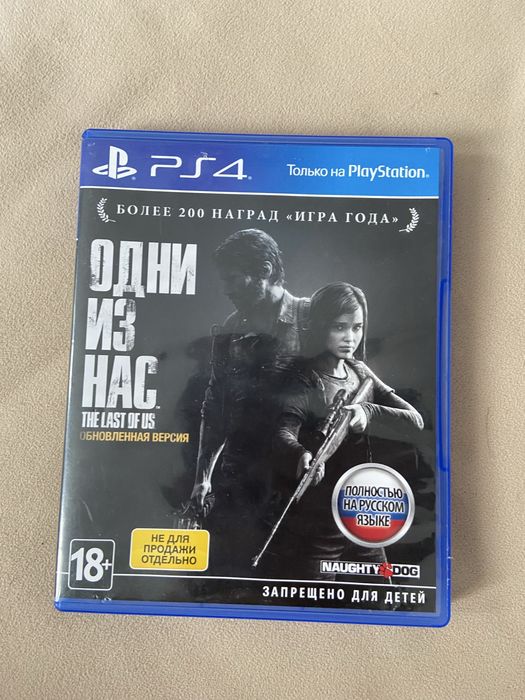 PS4
Только на PlayStation
БОЛЕЕ 200 НАГРАД «ИГРА ГОДА»
ОДНИ
ИЗ
НАС
THE LAST OF US
ОБНОВЛЕННАЯ ВЕРСИЯ
ПОЛНОСТЬЮ
НА РУССКОМ
ЯЗЫКЕ
НЕ ДЛЯ
ПРОДАЖИ
ОТДЕЛЬНО
18+
NAUGHTY DOG
ЗАПРЕЩЕНО ДЛЯ ДЕТЕЙ